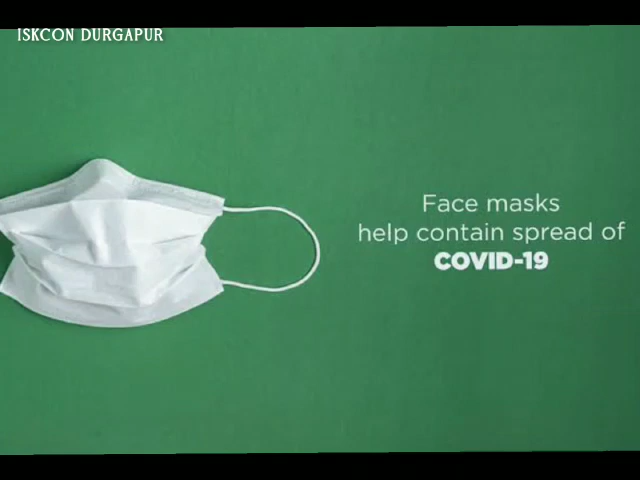 ISKCON DURGAPUR
Face masks
help contain spread of
COVID-19